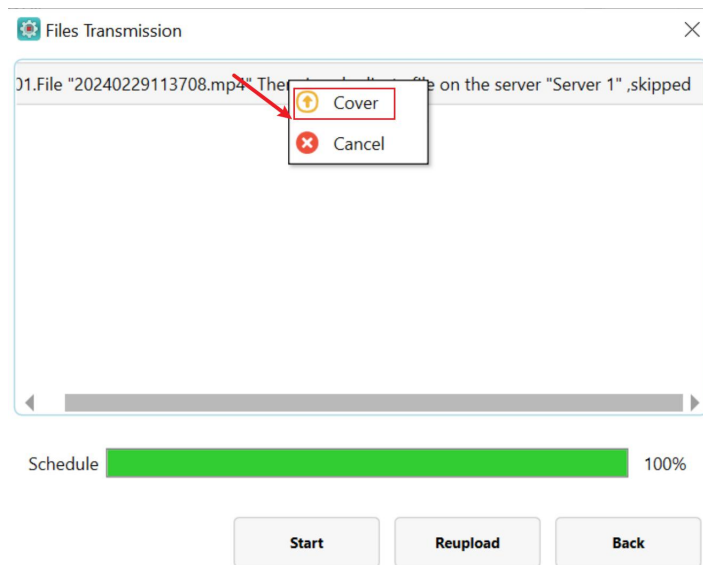 Files Transmission
01.File "20240229113708.mp4" There file on the server "Server 1" ,skipped
Cover
Cancel
Schedule 100%
Start Reupload Back